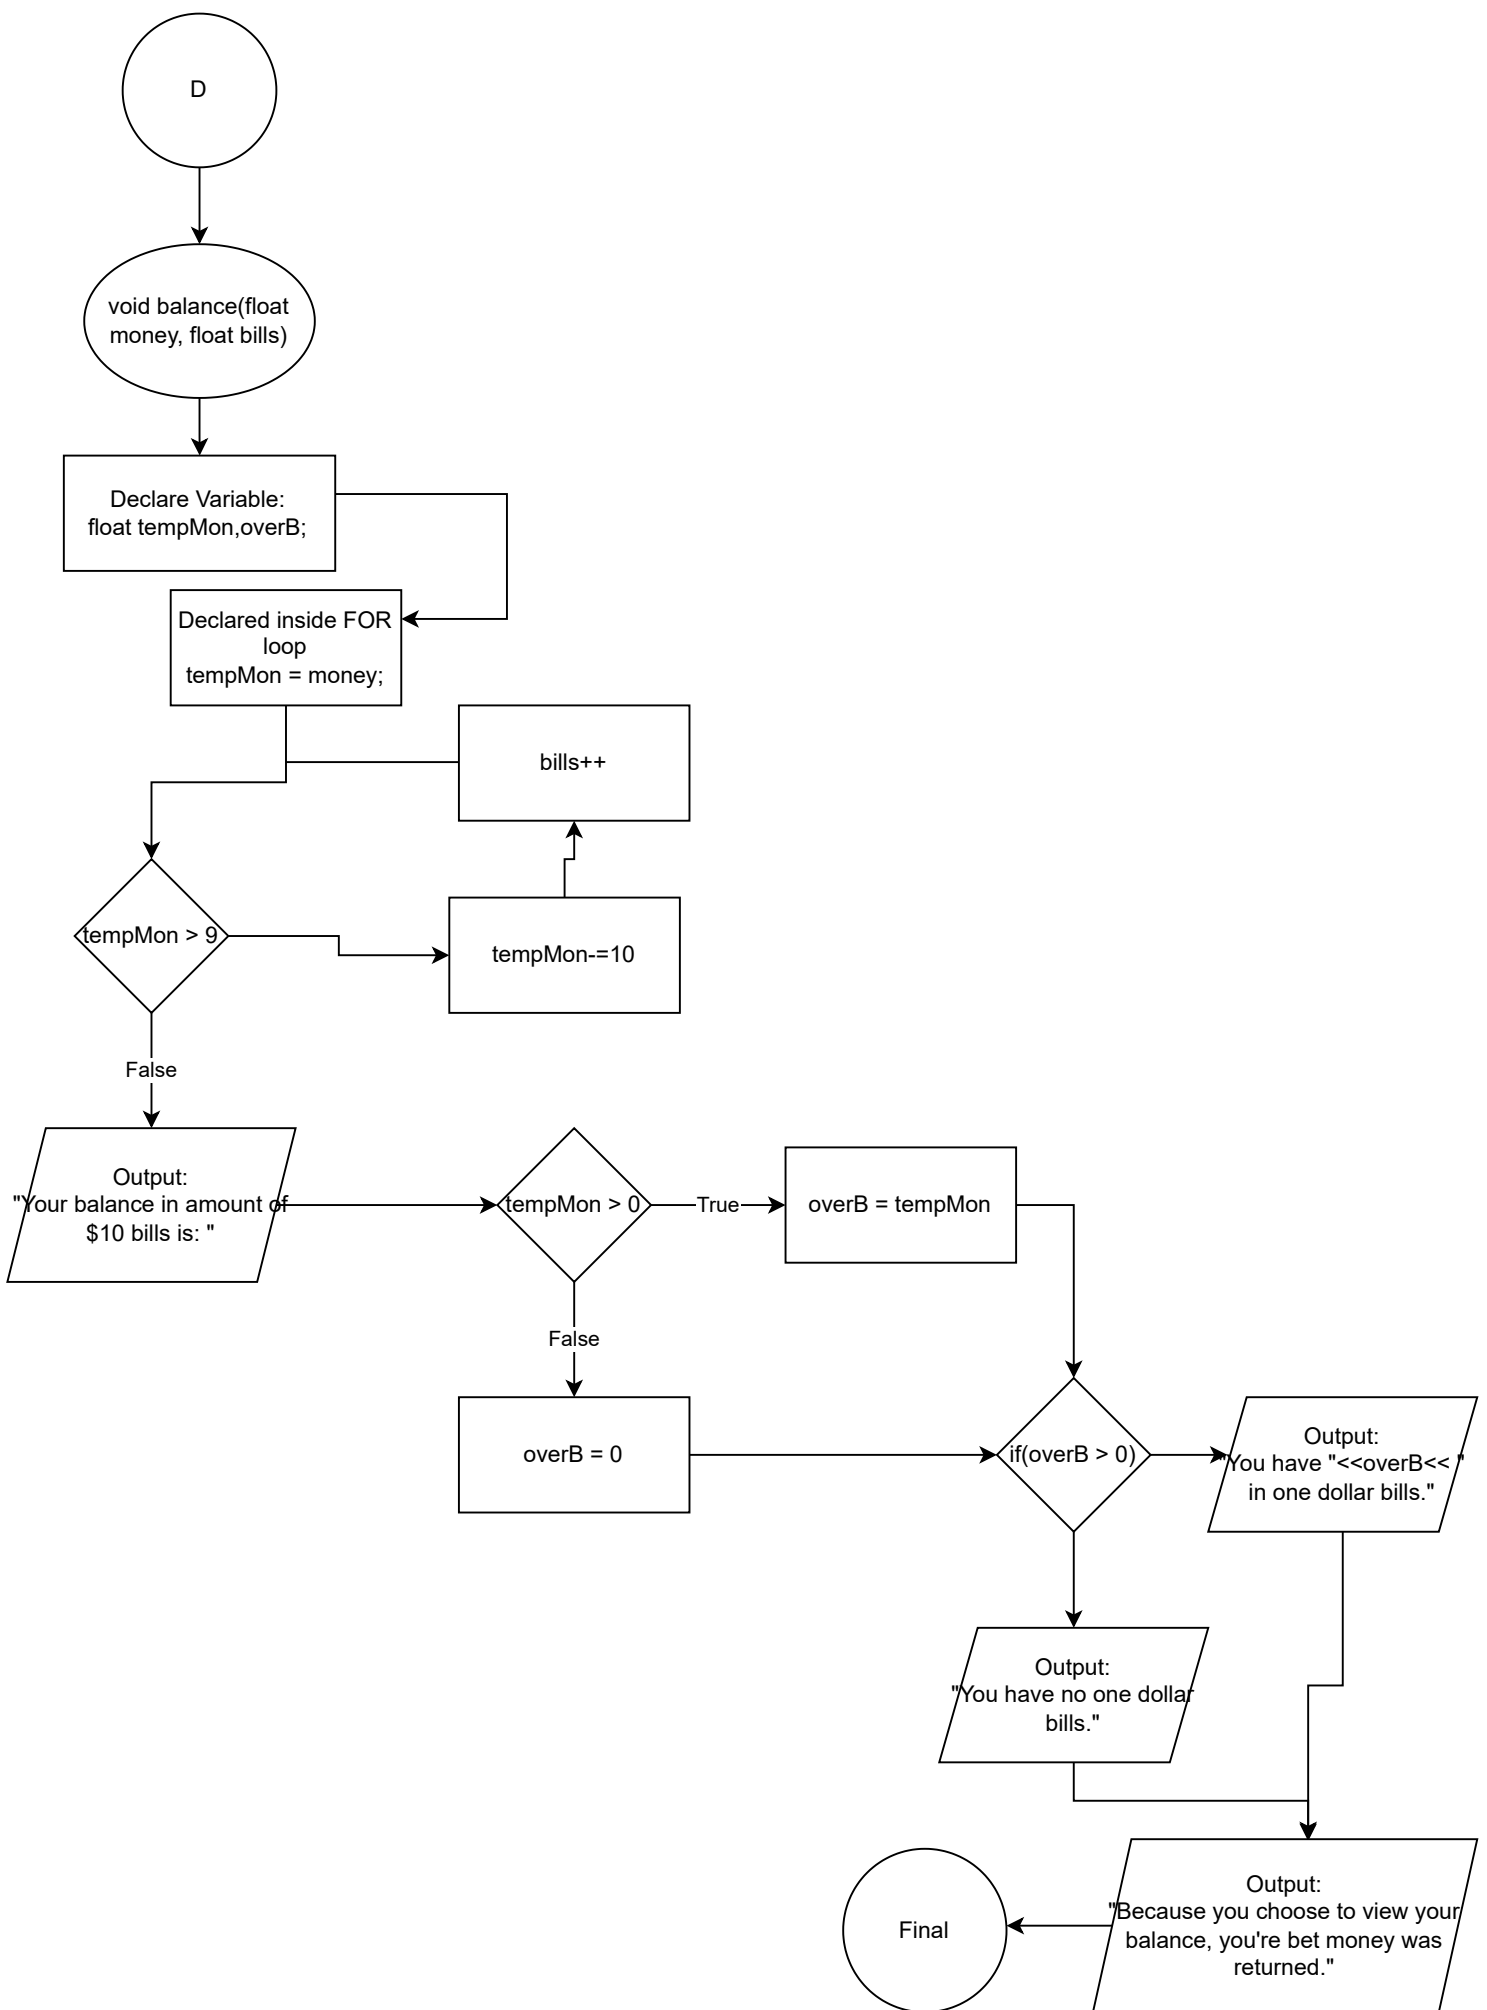 D
void balance(float
money, float bills)
Declare Variable:
float tempMon,overB;
Declared inside FOR
loop
tempMon = money;
bills++
tempMon > 9
tempMon-=10
False
Output:
"Your balance in amount of
$10 bills is: "
tempMon > 0
True
overB = tempMon
False
overB = 0
if(overB > 0)
Output:
"You have "<<overB<< "
in one dollar bills."
Output:
"You have no one dollar
bills."
Output:
"Because you choose to view your
balance, you're bet money was
returned."
Final